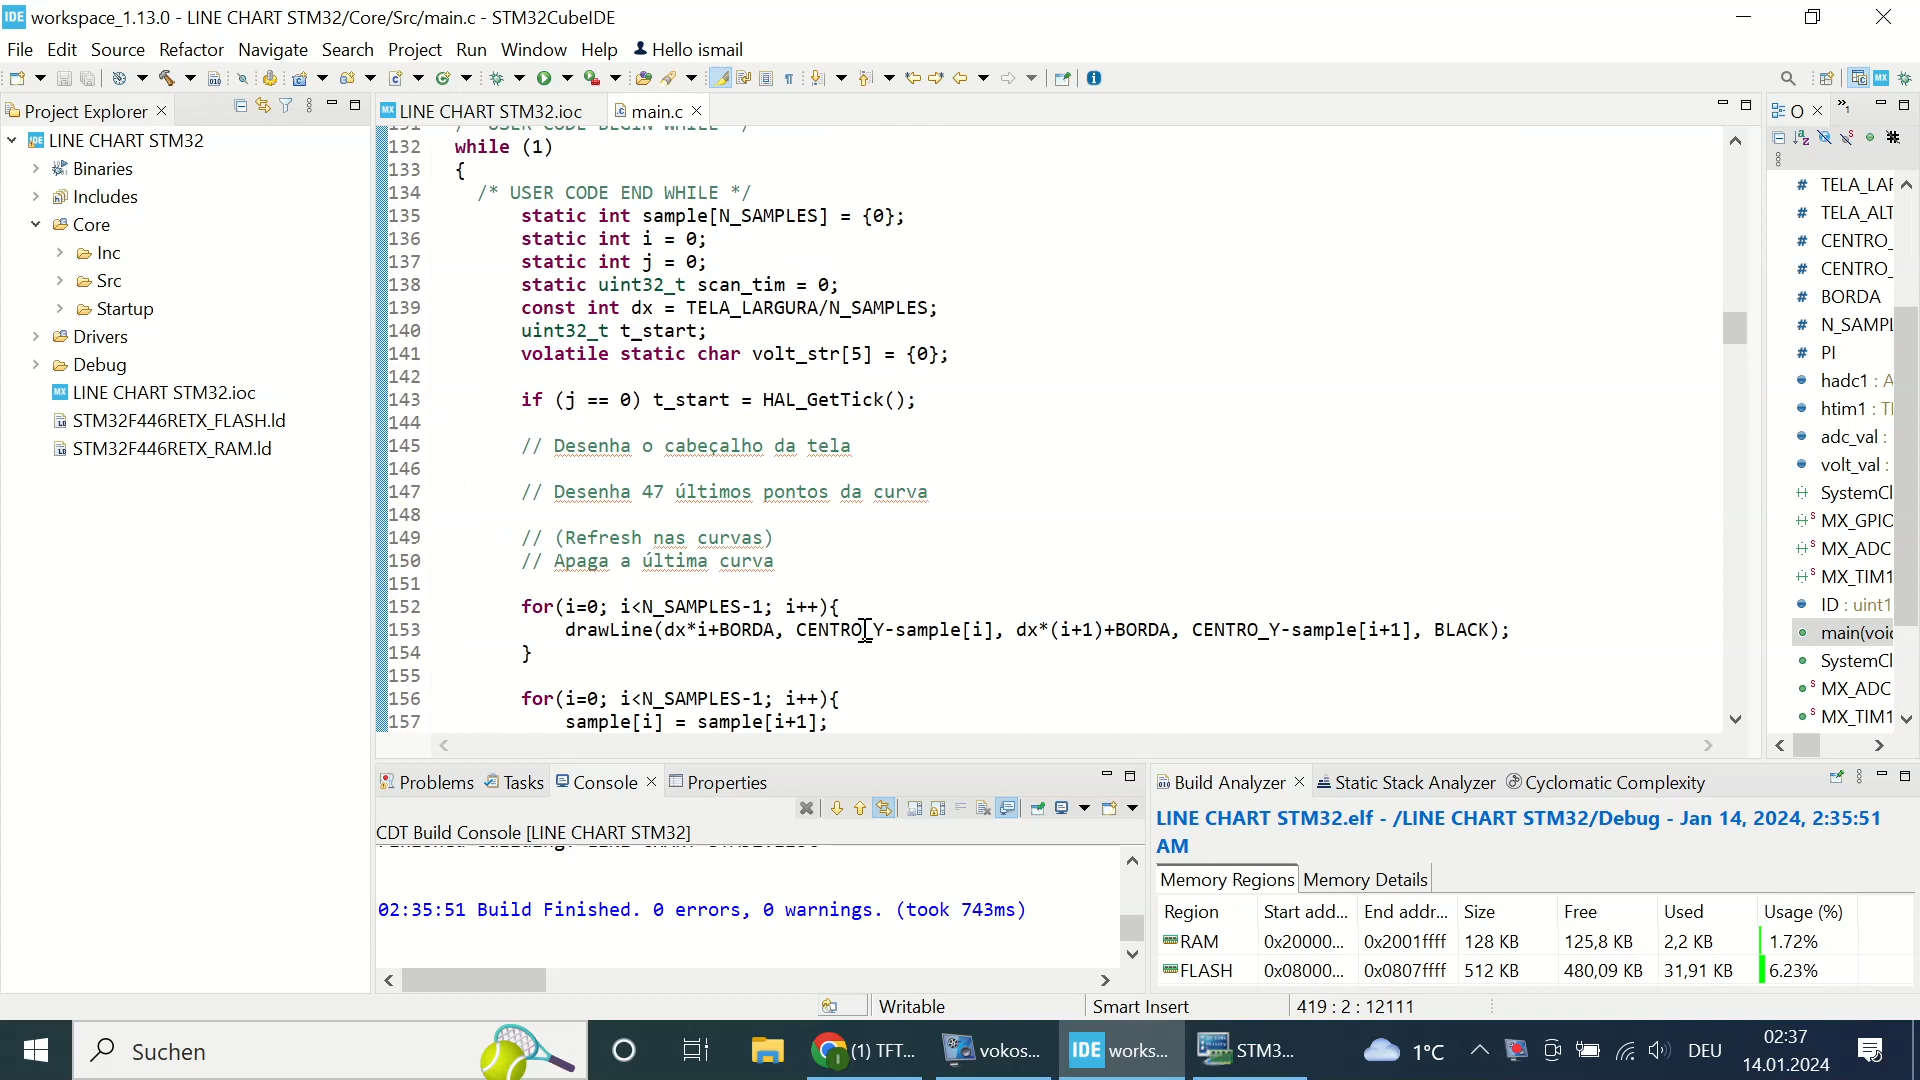 IDE workspace_1.13.0 - LINE CHART STM32/Core/Src/main.c - STM32CubeIDE
File Edit Source Refactor Navigate Search Project Run Window Help Hello ismail
Project Explorer
LINE CHART STM32
Binaries
Includes
Core
Inc
Src
Startup
Drivers
Debug
MX LINE CHART STM32.ioc
STM32F446RETX_FLASH.ld
STM32F446RETX_RAM.ld
MX LINE CHART STM32.ioc main.c
132 while (1)
133 {
134 /* USER CODE END WHILE */
135 static int sample[N_SAMPLES] = {0};
136 static int i = 0;
137 static int j = 0;
138 static uint32_t scan_tim = 0;
139 const int dx = TELA_LARGURA/N_SAMPLES;
140 uint32_t t_start;
141 volatile static char volt_str[5] = {0};
142
143 if (j == 0) t_start = HAL_GetTick();
144
145 // Desenha o cabeçalho da tela
146
147 // Desenha 47 últimos pontos da curva
148
149 // (Refresh nas curvas)
150 // Apaga a última curva
151
152 for(i=0; i<N_SAMPLES-1; i++){
153 drawLine(dx*i+BORDA, CENTRO_Y-sample[i], dx*(i+1)+BORDA, CENTRO_Y-sample[i+1], BLACK);
154 }
155
156 for(i=0; i<N_SAMPLES-1; i++){
157 sample[i] = sample[i+1];
O
# TELA_LAR
# TELA_ALT
# CENTRO_
# CENTRO_
# BORDA
# N_SAMPL
# PI
hadc1 : A
htim1 : TI
adc_val :
volt_val :
SystemCl
MX_GPIO
MX_ADC
MX_TIM1
ID : uint1
main(voi
SystemCl
MX_ADC
MX_TIM1
Problems Tasks Console Properties
CDT Build Console [LINE CHART STM32]
02:35:51 Build Finished. 0 errors, 0 warnings. (took 743ms)
Build Analyzer Static Stack Analyzer Cyclomatic Complexity
LINE CHART STM32.elf - /LINE CHART STM32/Debug - Jan 14, 2024, 2:35:51
AM
Memory Regions Memory Details
Region Start add... End addr... Size Free Used Usage (%)
RAM 0x20000... 0x2001ffff 128 KB 125,8 KB 2,2 KB 1.72%
FLASH 0x08000... 0x0807ffff 512 KB 480,09 KB 31,91 KB 6.23%
Writable Smart Insert 419 : 2 : 12111
Suchen
(1) TFT... vokos... IDE works... STM3... 1°C DEU
02:37
14.01.2024